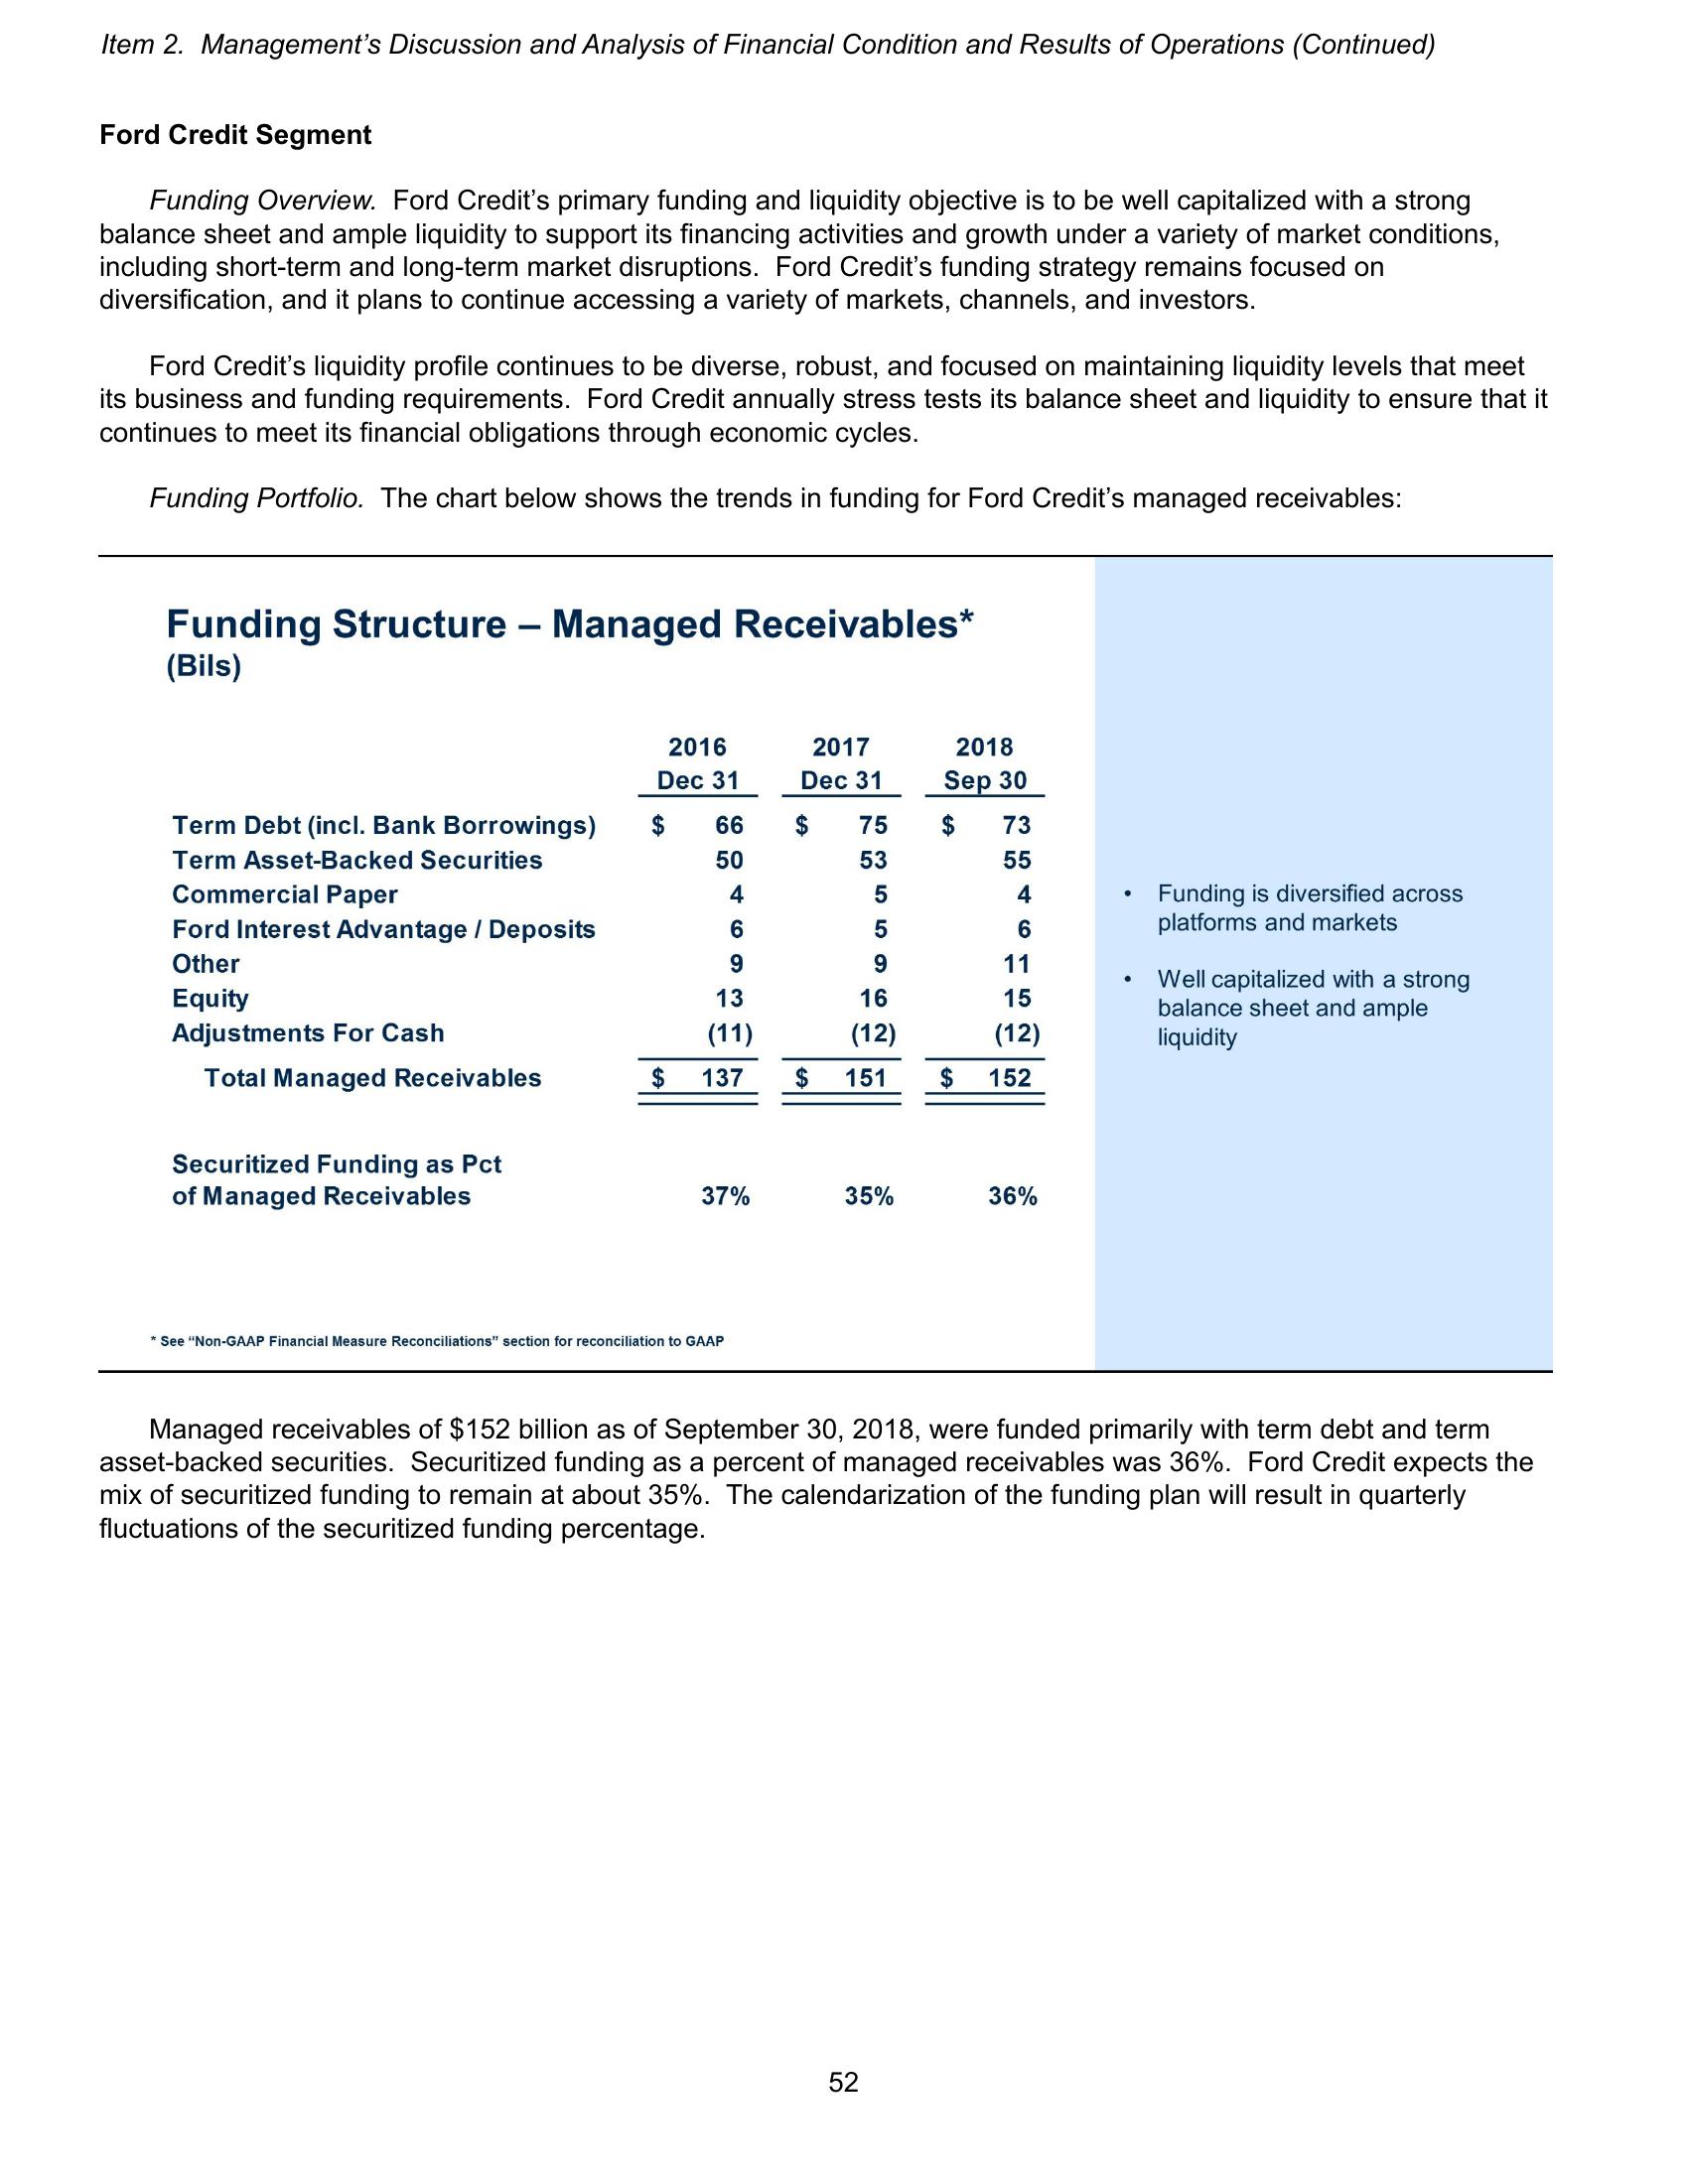 Item 2.  Management’s Discussion and Analysis of Financial Condition and Results of Operations (Continued)
Ford Credit Segment
Funding Overview.  Ford Credit’s primary funding and liquidity objective is to be well capitalized with a strong
balance sheet and ample liquidity to support its financing activities and growth under a variety of market conditions,
including short-term and long-term market disruptions.  Ford Credit’s funding strategy remains focused on
diversification, and it plans to continue accessing a variety of markets, channels, and investors.
Ford Credit’s liquidity profile continues to be diverse, robust, and focused on maintaining liquidity levels that meet
its business and funding requirements.  Ford Credit annually stress tests its balance sheet and liquidity to ensure that it
continues to meet its financial obligations through economic cycles.
Funding Portfolio.  The chart below shows the trends in funding for Ford Credit’s managed receivables:
Funding Structure – Managed Receivables*
(Bils)
2016 2017 2018
Dec 31 Dec 31 Sep 30
Term Debt (incl. Bank Borrowings) $ 66 $ 75 $ 73
Term Asset-Backed Securities 50 53 55
Commercial Paper 4 5 4
Ford Interest Advantage / Deposits 6 5 6
Other 9 9 11
Equity 13 16 15
Adjustments For Cash (11) (12) (12)
Total Managed Receivables $ 137 $ 151 $ 152
Securitized Funding as Pct
of Managed Receivables 37% 35% 36%
* See “Non-GAAP Financial Measure Reconciliations” section for reconciliation to GAAP
• Funding is diversified across
platforms and markets
• Well capitalized with a strong
balance sheet and ample
liquidity
Managed receivables of $152 billion as of September 30, 2018, were funded primarily with term debt and term
asset-backed securities.  Securitized funding as a percent of managed receivables was 36%.  Ford Credit expects the
mix of securitized funding to remain at about 35%.  The calendarization of the funding plan will result in quarterly
fluctuations of the securitized funding percentage.
52